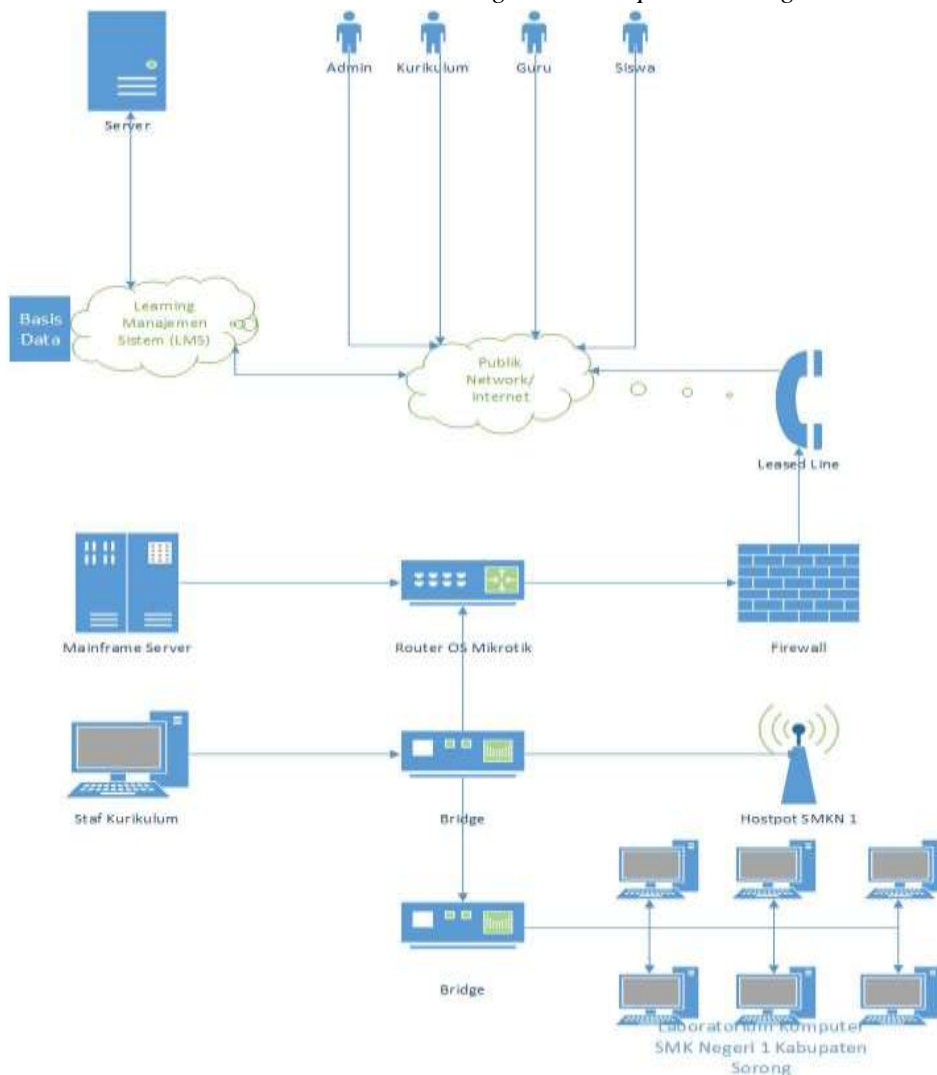 Admin
Kurikulum
Guru
Siswa
Server
Basis
Data
Learning
Manajemen
Sistem (LMS)
Publik
Network/
Internet
Leased Line
Mainframe Server
Router OS Mikrotik
Firewall
Staf Kurikulum
Bridge
Hostpot SMKN 1
Bridge
Laboratorium Komputer
SMK Negeri 1 Kabupaten
Sorong